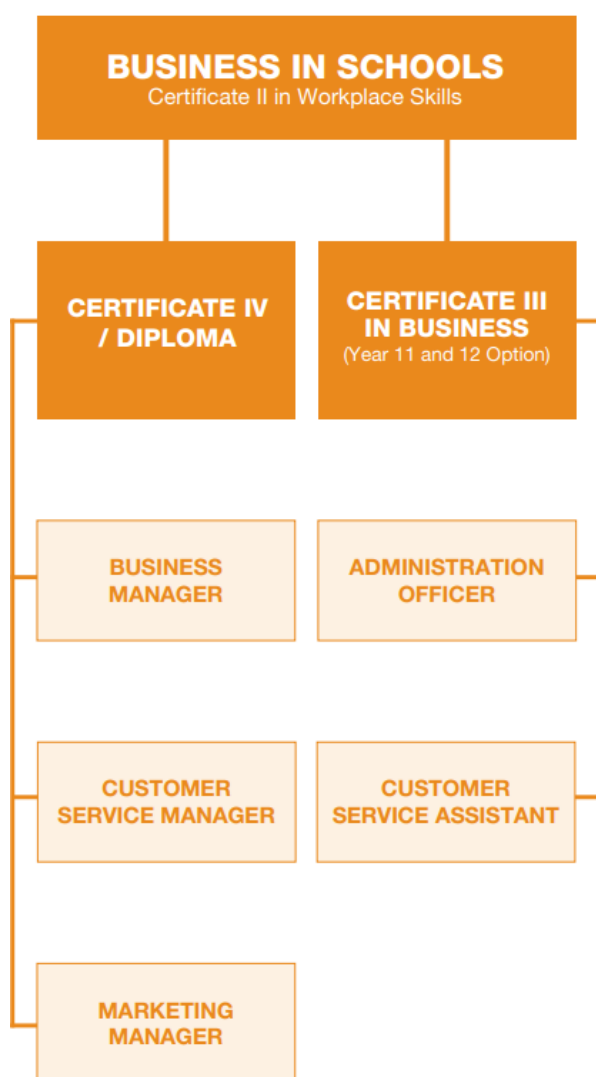 BUSINESS IN SCHOOLS
Certificate II in Workplace Skills
CERTIFICATE IV
/ DIPLOMA
CERTIFICATE III
IN BUSINESS
(Year 11 and 12 Option)
BUSINESS
MANAGER
ADMINISTRATION
OFFICER
CUSTOMER
SERVICE MANAGER
CUSTOMER
SERVICE ASSISTANT
MARKETING
MANAGER